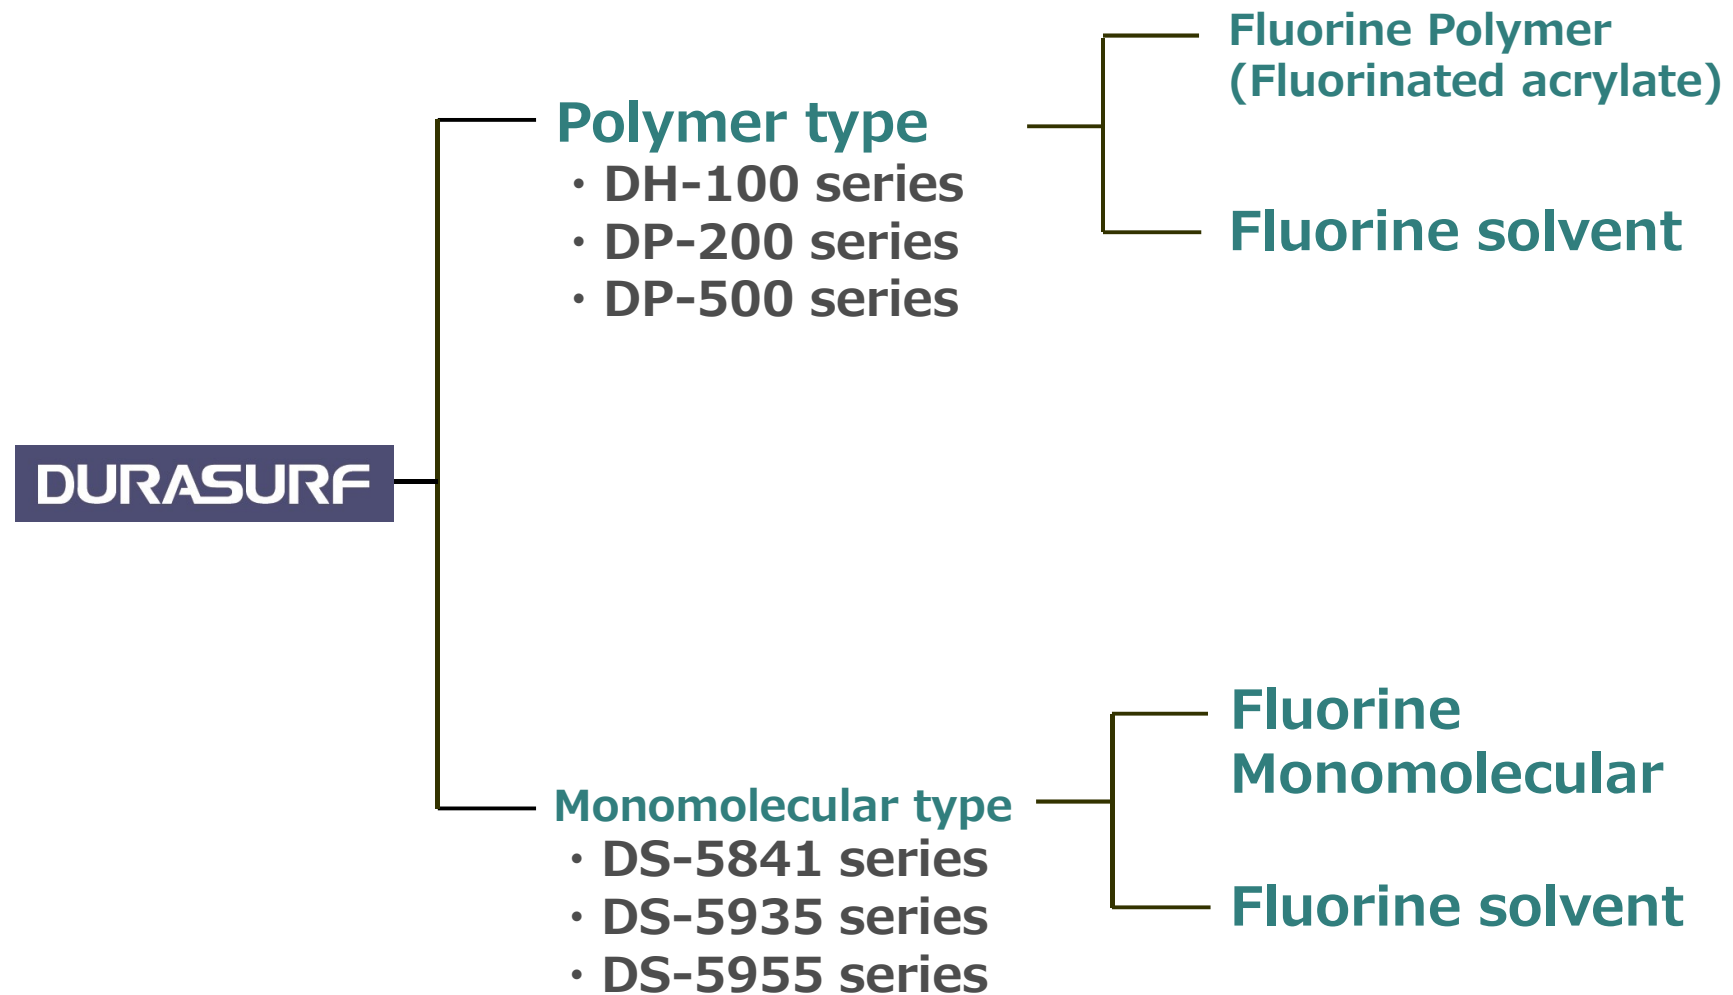 DURASURF
Polymer type
・DH-100 series
・DP-200 series
・DP-500 series
Fluorine Polymer
(Fluorinated acrylate)
Fluorine solvent
Monomolecular type
・DS-5841 series
・DS-5935 series
・DS-5955 series
Fluorine
Monomolecular
Fluorine solvent